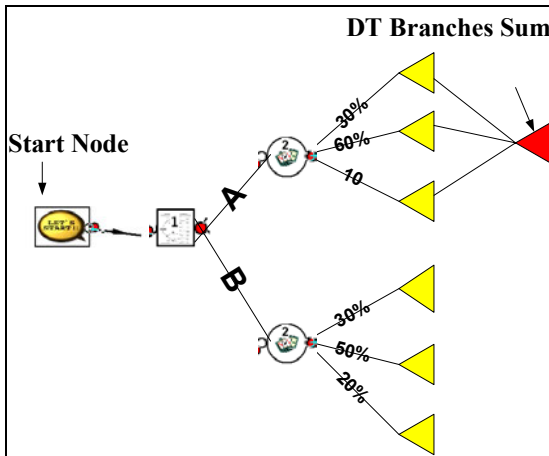 DT Branches Sum
Start Node
LET'S
START!!
1
A
B
2
30%
60%
10
2
30%
50%
20%